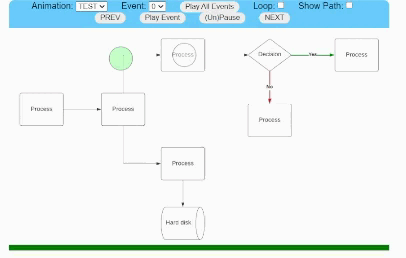 Animation: TEST Event: 0 Play All Events Loop: Show Path:
PREV Play Event (Un)Pause NEXT
Process Decision Yes Process
No
Process Process Process
Process
Hard disk